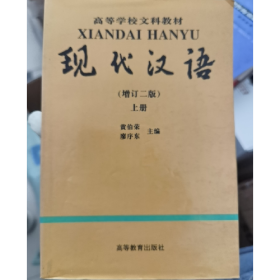 高等学校文科教材
XIANDAI HANYU
现代汉语
(增订二版)
上册
黄伯荣
廖序东 主编
高等教育出版社